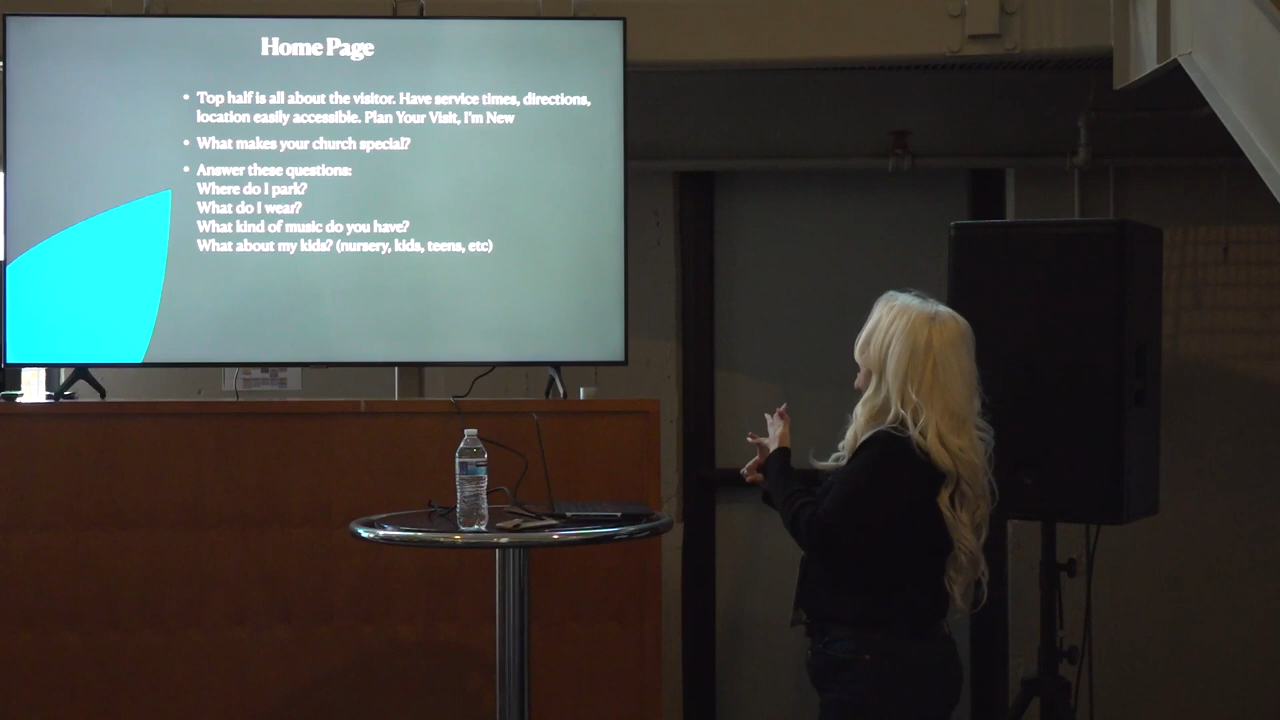 Home Page
• Top half is all about the visitor. Have service times, directions,
location easily accessible. Plan Your Visit, I'm New
• What makes your church special?
• Answer these questions:
Where do I park?
What do I wear?
What kind of music do you have?
What about my kids? (nursery, kids, teens, etc)